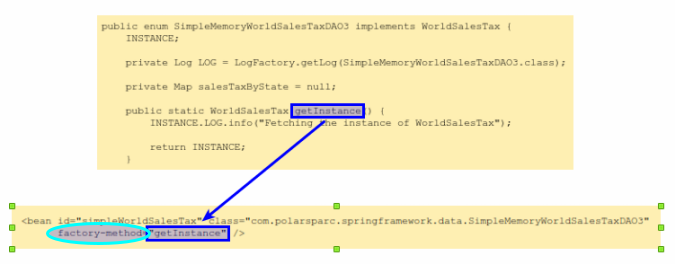 public enum SimpleMemoryWorldSalesTaxDAO3 implements WorldSalesTax {
INSTANCE;
private Log LOG = LogFactory.getLog(SimpleMemoryWorldSalesTaxDAO3.class);
private Map salesTaxByState = null;
public static WorldSalesTax getInstance() {
INSTANCE.LOG.info("Fetching the instance of WorldSalesTax");
return INSTANCE;
}
<bean id="simpleWorldSalesTax" class="com.polarsparc.springframework.data.SimpleMemoryWorldSalesTaxDAO3"
factory-method="getInstance" />